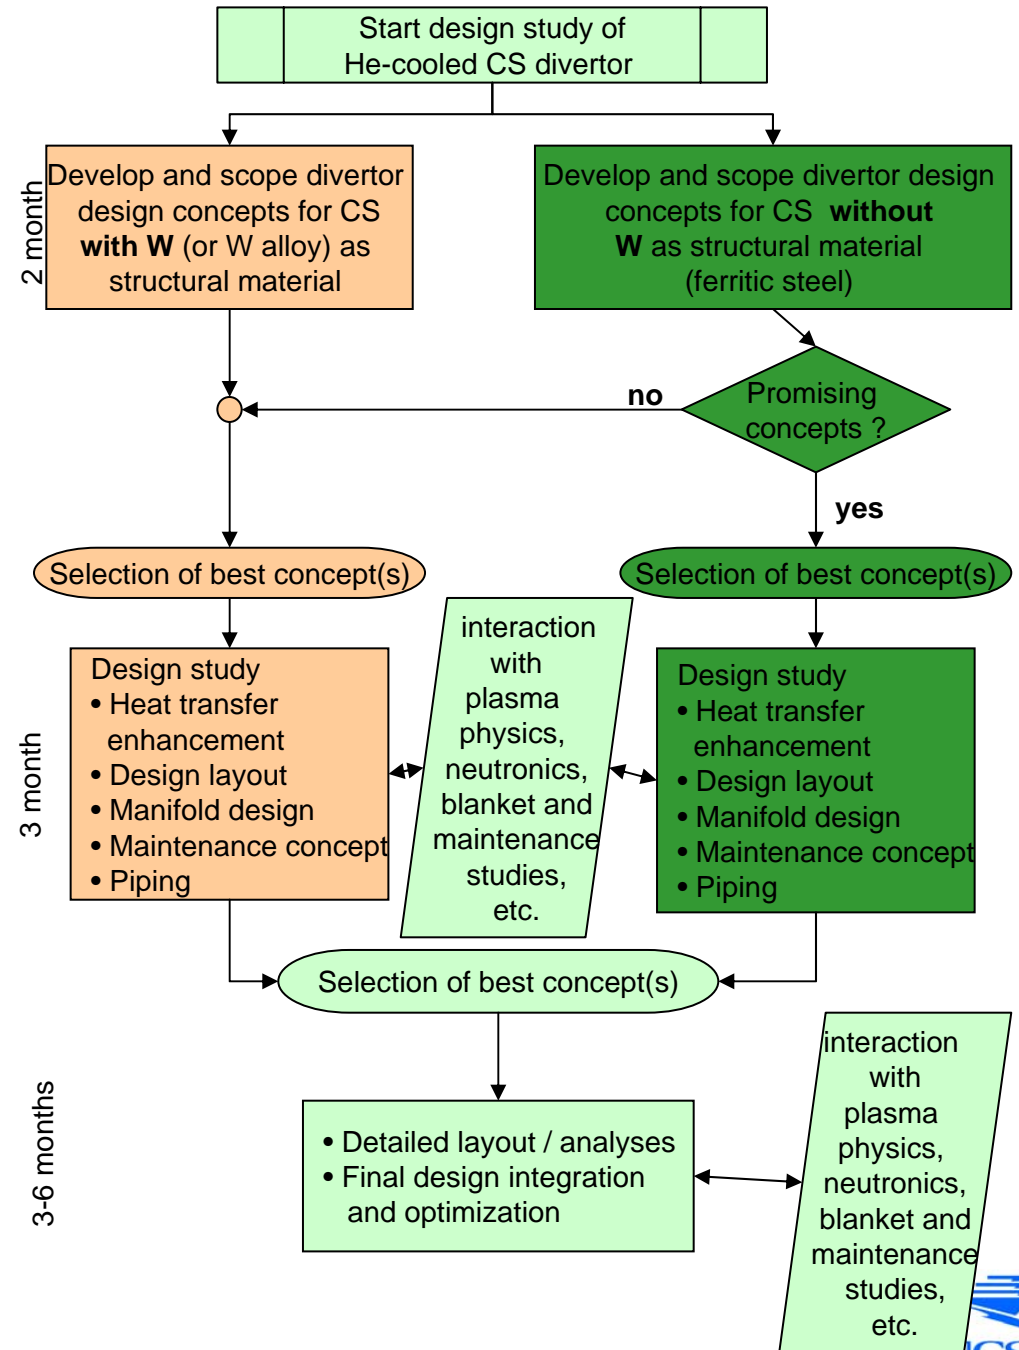 Start design study of
He-cooled CS divertor
2 month
Develop and scope divertor
design concepts for CS
with W (or W alloy) as
structural material
Develop and scope divertor design
concepts for CS without
W as structural material
(ferritic steel)
Promising
concepts ?
no
yes
Selection of best concept(s)
Selection of best concept(s)
3 month
Design study
• Heat transfer
enhancement
• Design layout
• Manifold design
• Maintenance concept
• Piping
interaction
with
plasma
physics,
neutronics,
blanket and
maintenance
studies,
etc.
Design study
• Heat transfer
enhancement
• Design layout
• Manifold design
• Maintenance concept
• Piping
Selection of best concept(s)
3-6 months
• Detailed layout / analyses
• Final design integration
and optimization
interaction
with
plasma
physics,
neutronics,
blanket and
maintenance
studies,
etc.